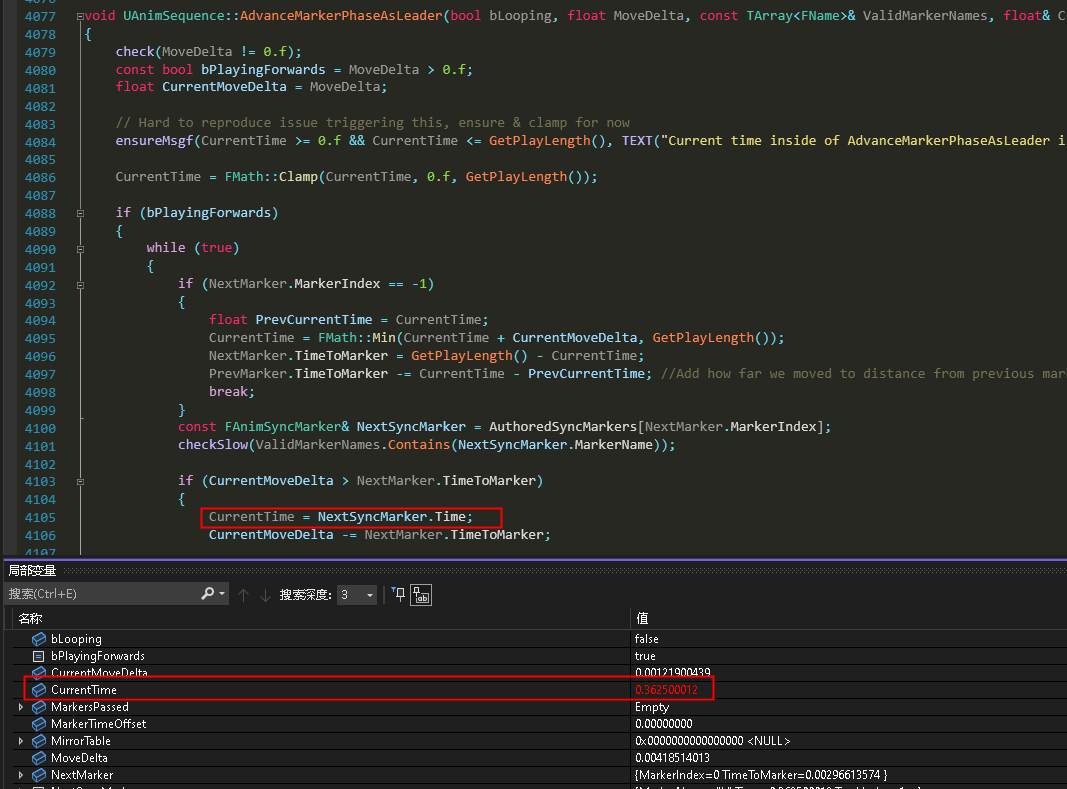 4077 void UAnimSequence::AdvanceMarkerPhaseAsLeader(bool bLooping, float MoveDelta, const TArray<FName>& ValidMarkerNames, float& C
4078 {
4079 check(MoveDelta != 0.f);
4080 const bool bPlayingForwards = MoveDelta > 0.f;
4081 float CurrentMoveDelta = MoveDelta;
4082
4083 // Hard to reproduce issue triggering this, ensure & clamp for now
4084 ensureMsgf(CurrentTime >= 0.f && CurrentTime <= GetPlayLength(), TEXT("Current time inside of AdvanceMarkerPhaseAsLeader i
4085
4086 CurrentTime = FMath::Clamp(CurrentTime, 0.f, GetPlayLength());
4087
4088 if (bPlayingForwards)
4089 {
4090 while (true)
4091 {
4092 if (NextMarker.MarkerIndex == -1)
4093 {
4094 float PrevCurrentTime = CurrentTime;
4095 CurrentTime = FMath::Min(CurrentTime + CurrentMoveDelta, GetPlayLength());
4096 NextMarker.TimeToMarker = GetPlayLength() - CurrentTime;
4097 PrevMarker.TimeToMarker -= CurrentTime - PrevCurrentTime; //Add how far we moved to distance from previous mar
4098 break;
4099 }
4100 const FAnimSyncMarker& NextSyncMarker = AuthoredSyncMarkers[NextMarker.MarkerIndex];
4101 checkSlow(ValidMarkerNames.Contains(NextSyncMarker.MarkerName));
4102
4103 if (CurrentMoveDelta > NextMarker.TimeToMarker)
4104 {
4105 CurrentTime = NextSyncMarker.Time;
4106 CurrentMoveDelta -= NextMarker.TimeToMarker;
4107
局部变量
搜索(Ctrl+E) 搜索深度: 3
名称 值
bLooping false
bPlayingForwards true
CurrentMoveDelta 0.00121900439
CurrentTime 0.362500012
MarkersPassed Empty
MarkerTimeOffset 0.00000000
MirrorTable 0x0000000000000000 <NULL>
MoveDelta 0.00418514013
NextMarker {MarkerIndex=0 TimeToMarker=0.00296613574 }